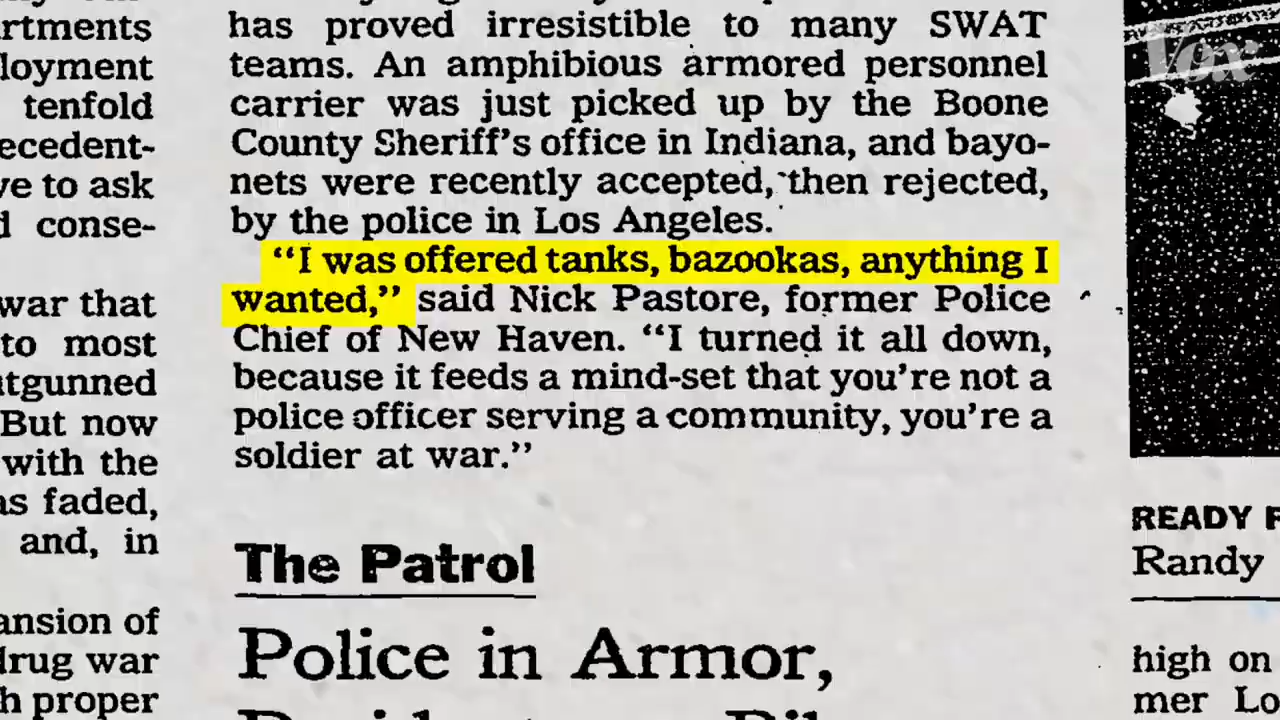 rtments
loyment
tenfold
ecedent-
ve to ask
d conse-
war that
to most
utgunned
But now
with the
as faded,
and, in
ansion of
drug war
h proper
has proved irresistible to many SWAT
teams. An amphibious armored personnel
carrier was just picked up by the Boone
County Sheriff's office in Indiana, and bayo-
nets were recently accepted, then rejected,
by the police in Los Angeles.
"I was offered tanks, bazookas, anything I
wanted," said Nick Pastore, former Police
Chief of New Haven. "I turned it all down,
because it feeds a mind-set that you're not a
police officer serving a community, you're a
soldier at war."
The Patrol
Police in Armor,
Vox
READY F
Randy
high on
mer Lo